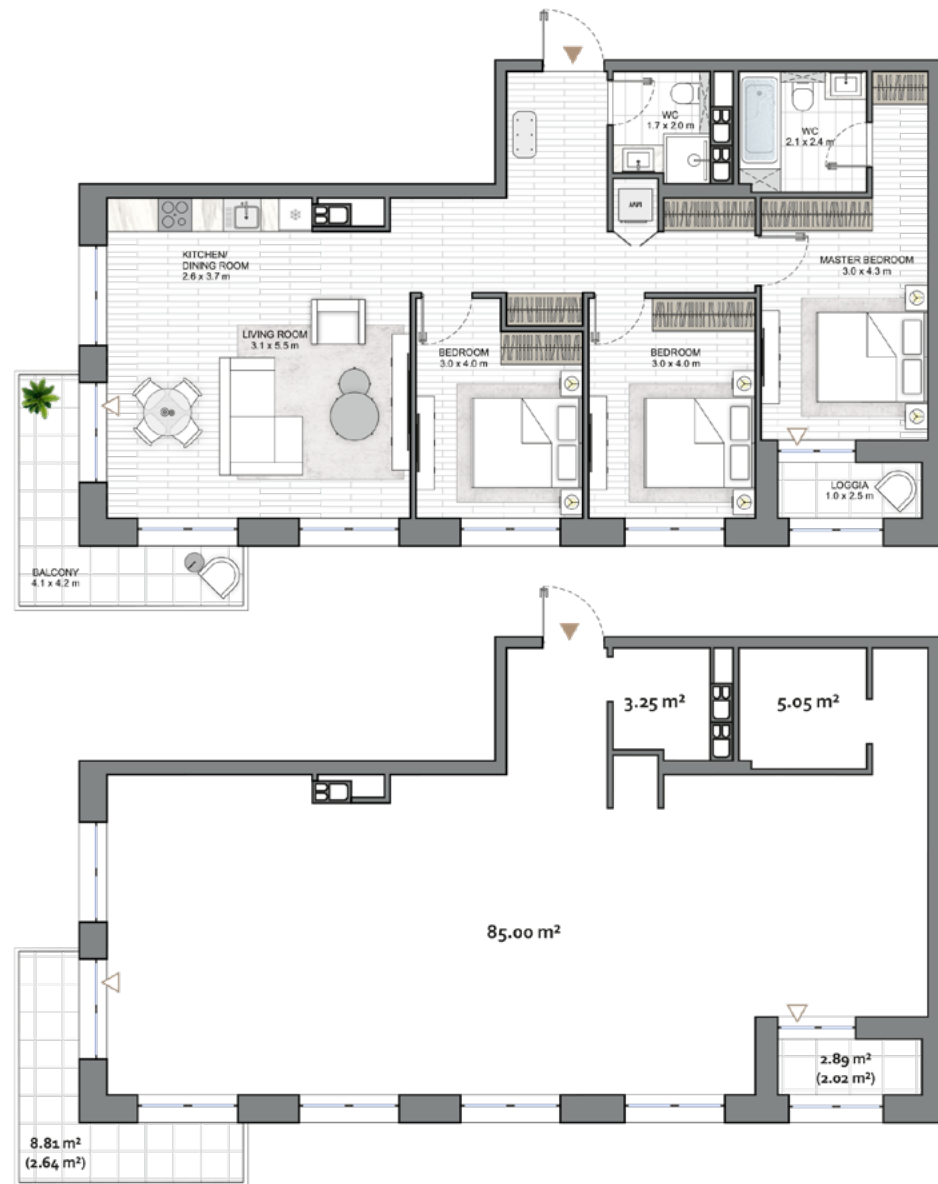 WC
1.7 x 2.0 m
WC
2.1 x 2.4 m
KITCHEN/
DINING ROOM
2.6 x 3.7 m
MASTER BEDROOM
3.0 x 4.3 m
LIVING ROOM
3.1 x 5.5 m
BEDROOM
3.0 x 4.0 m
BEDROOM
3.0 x 4.0 m
LOGGIA
1.0 x 2.5 m
BALCONY
4.1 x 4.2 m
3.25 m²
5.05 m²
85.00 m²
2.89 m²
(2.02 m²)
8.81 m²
(2.64 m²)